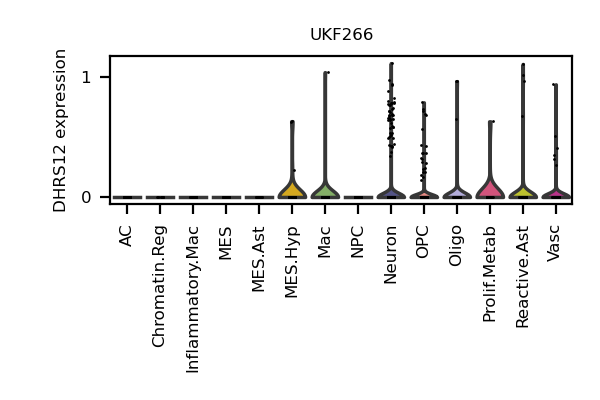 UKF266
DHRS12 expression
1
0
AC
Chromatin.Reg
Inflammatory.Mac
MES
MES.Ast
MES.Hyp
Mac
NPC
Neuron
OPC
Oligo
Prolif.Metab
Reactive.Ast
Vasc